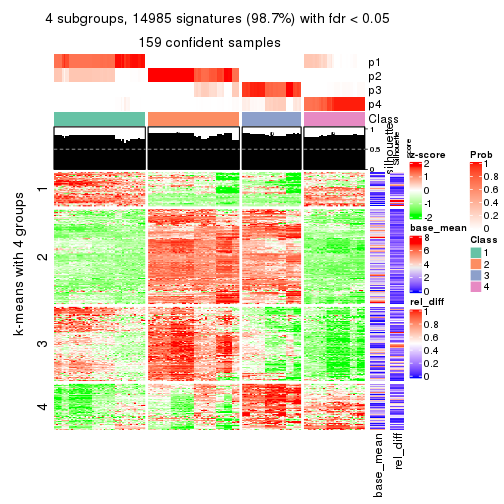 4 subgroups, 14985 signatures (98.7%) with fdr < 0.05
159 confident samples
p1
p2
p3
p4
Class
1
0.5
0
silhouette
Silhouette
score
k-means with 4 groups
1
2
3
4
base_mean
rel_diff
z-score
2
1
0
-1
-2
base_mean
8
6
4
2
0
rel_diff
1
0.8
0.6
0.4
0.2
0
Prob
1
0.8
0.6
0.4
0.2
0
Class
1
2
3
4